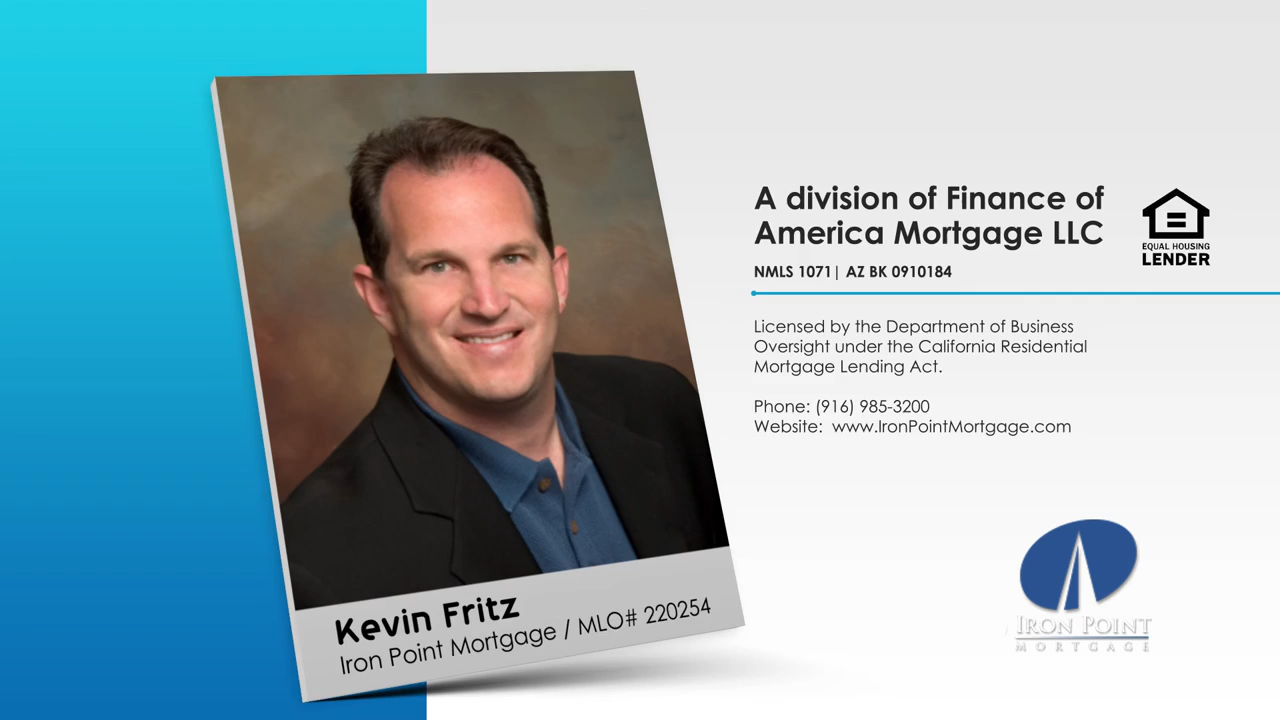 A division of Finance of
America Mortgage LLC
NMLS 1071| AZ BK 0910184
EQUAL HOUSING
LENDER
Licensed by the Department of Business
Oversight under the California Residential
Mortgage Lending Act.
Phone: (916) 985-3200
Website: www.IronPointMortgage.com
Kevin Fritz
Iron Point Mortgage / MLO# 220254
IRON POINT
MORTGAGE